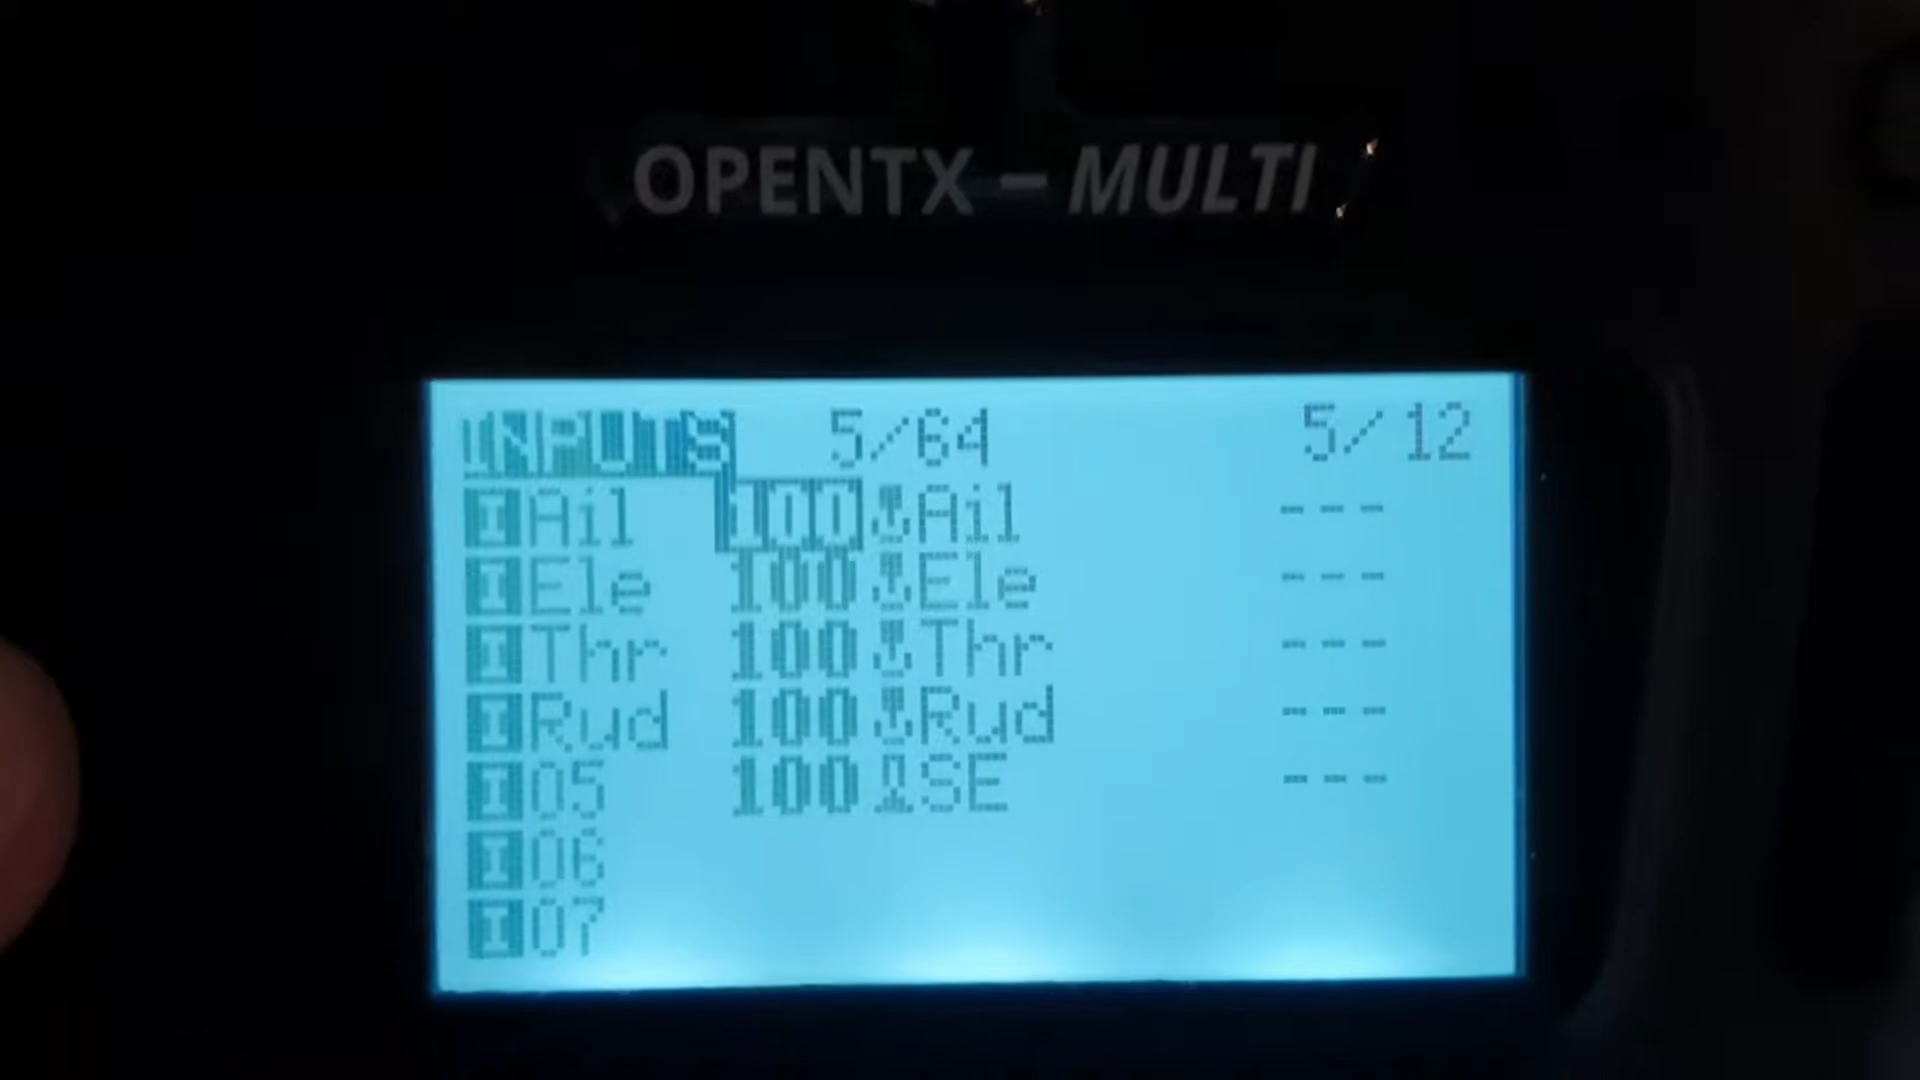 OPENTX – MULTI
INPUTS 5/64 5/12
I Ail 100 Ail ---
I Ele 100 Ele ---
I Thr 100 Thr ---
I Rud 100 Rud ---
I 05 100 SE ---
I 06
I 07